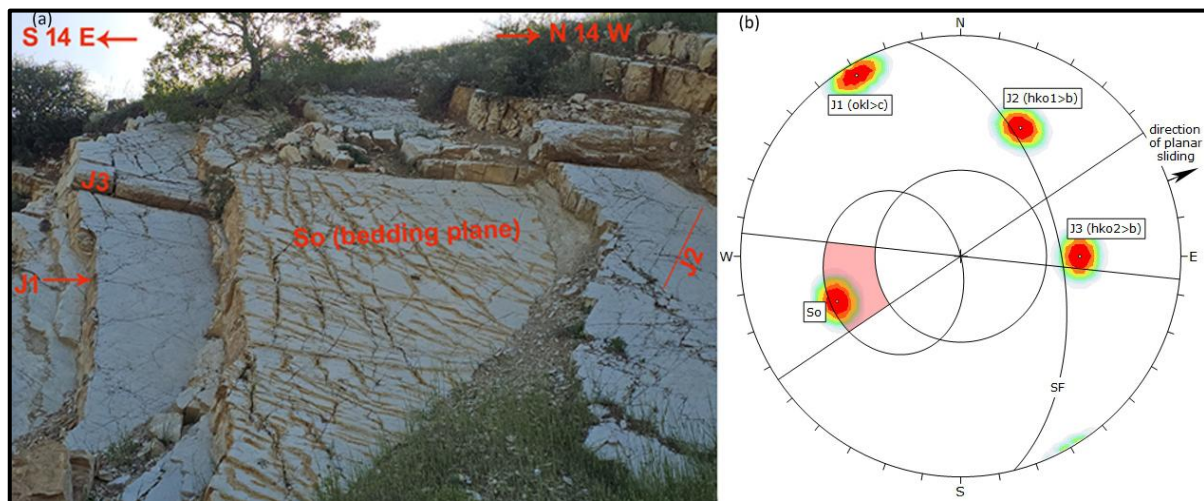 (a)
S 14 E
N 14 W
J3
So (bedding plane)
J1
J2
(b)
N
J1 (okl>c)
J2 (hko1>b)
direction
of planar
sliding
J3 (hko2>b)
W
E
So
SF
S